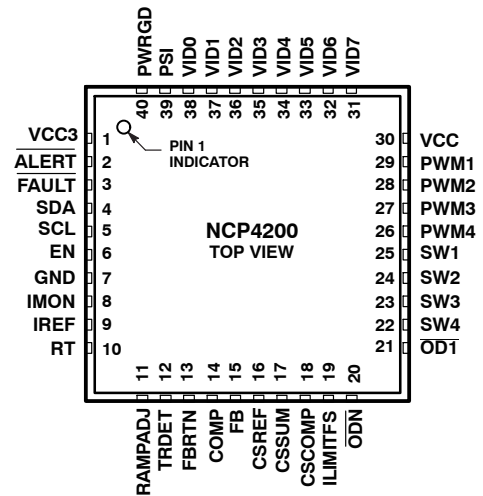 PWRGD
PSI
VID0
VID1
VID2
VID3
VID4
VID5
VID6
VID7
40
39
38
37
36
35
34
33
32
31
VCC3 1
ALERT 2
FAULT 3
SDA 4
SCL 5
EN 6
GND 7
IMON 8
IREF 9
RT 10
PIN 1
INDICATOR
NCP4200
TOP VIEW
30 VCC
29 PWM1
28 PWM2
27 PWM3
26 PWM4
25 SW1
24 SW2
23 SW3
22 SW4
21 OD1
11
12
13
14
15
16
17
18
19
20
RAMPADJ
TRDET
FBRTN
COMP
FB
CSREF
CSSUM
CSCOMP
ILIMITFS
ODN